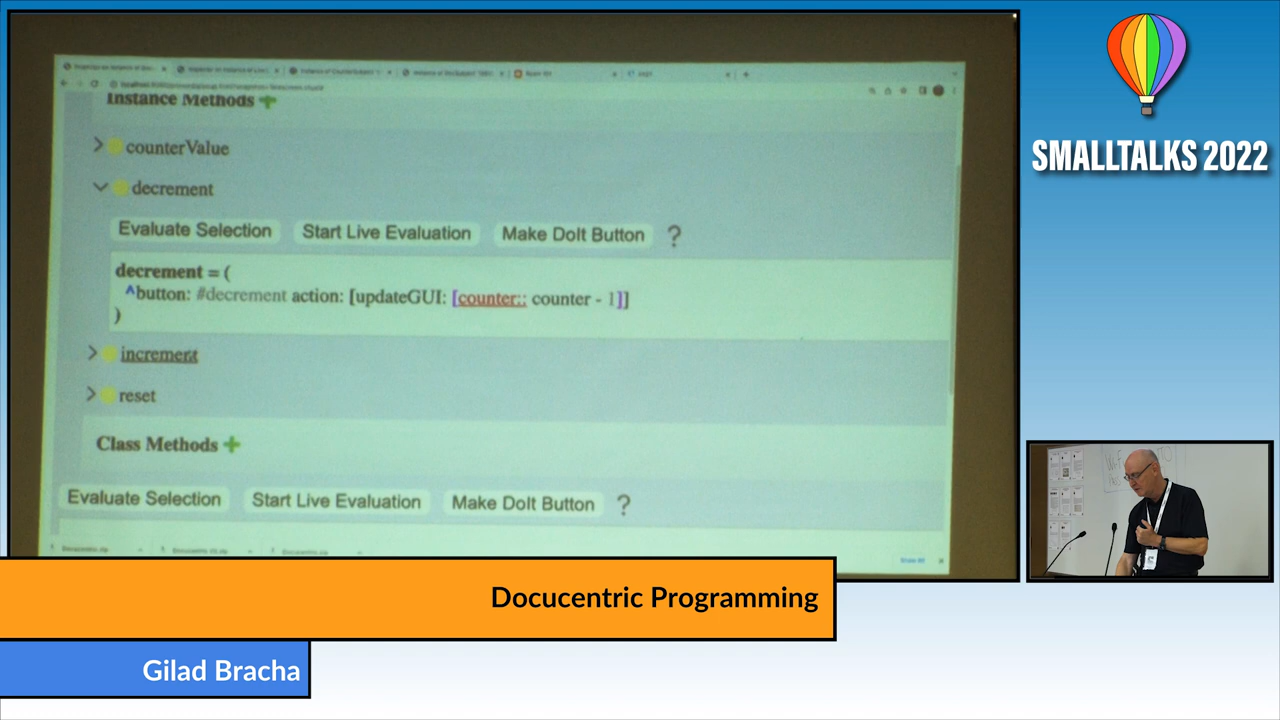 Instance Methods
counterValue
decrement
Evaluate Selection Start Live Evaluation Make DoIt Button ?
decrement = (
^button: #decrement action: [updateGUI: [counter:: counter - 1]]
)
increment
reset
Class Methods
Evaluate Selection Start Live Evaluation Make DoIt Button ?
Show All
SMALLTALKS 2022
Docucentric Programming
Gilad Bracha